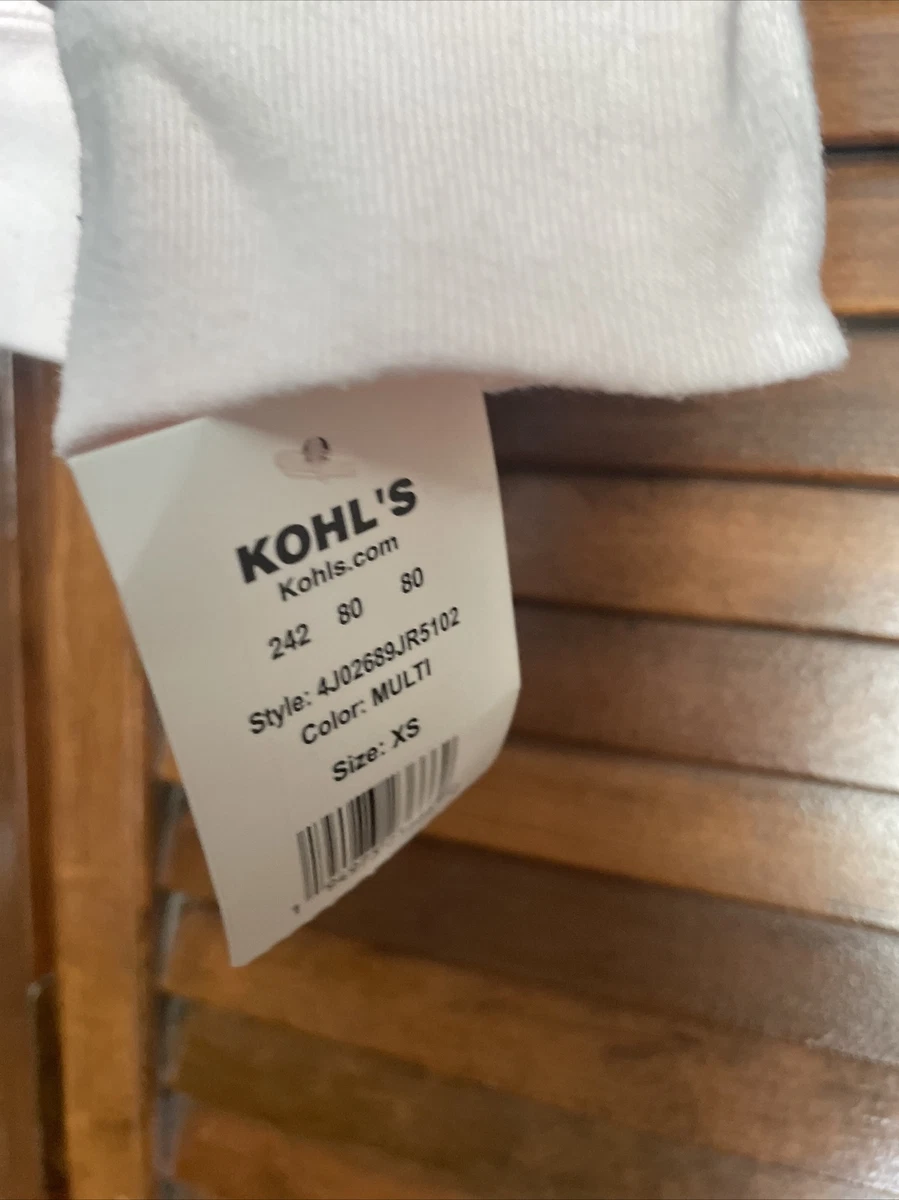 KOHL'S
Kohls.com
242 80 80
Style: 4J02689JR5102
Color: MULTI
Size: XS